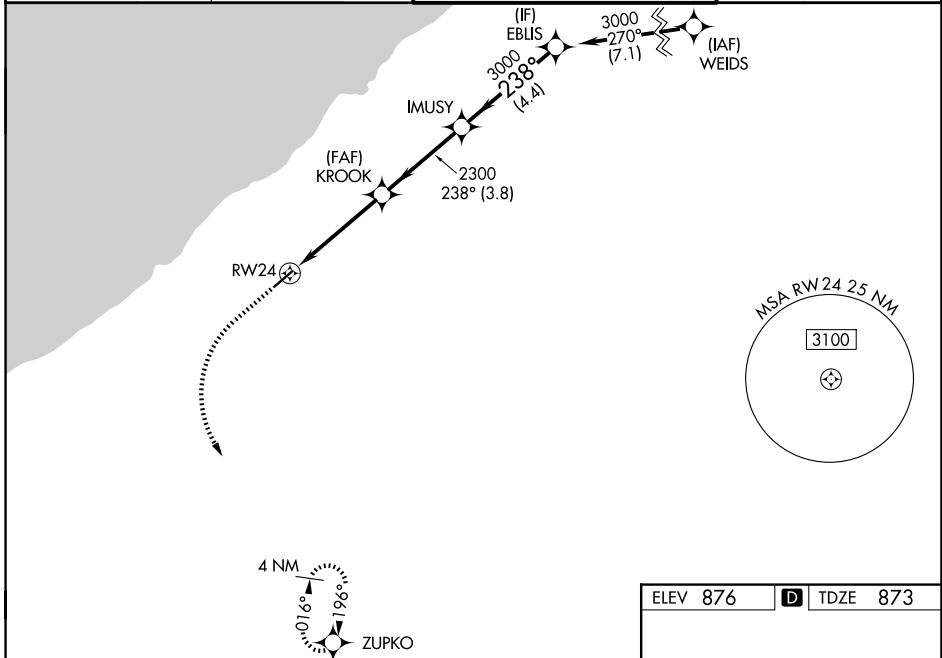 (IF)
EBLIS
3000
270°
(7.1)
(IAF)
WEIDS
3000
238°
(4.4)
IMUSY
(FAF)
KROOK
2300
238° (3.8)
RW24
MSA RW 24 25 NM
3100
4 NM
016°
196°
ZUPKO
ELEV 876 D TDZE 873